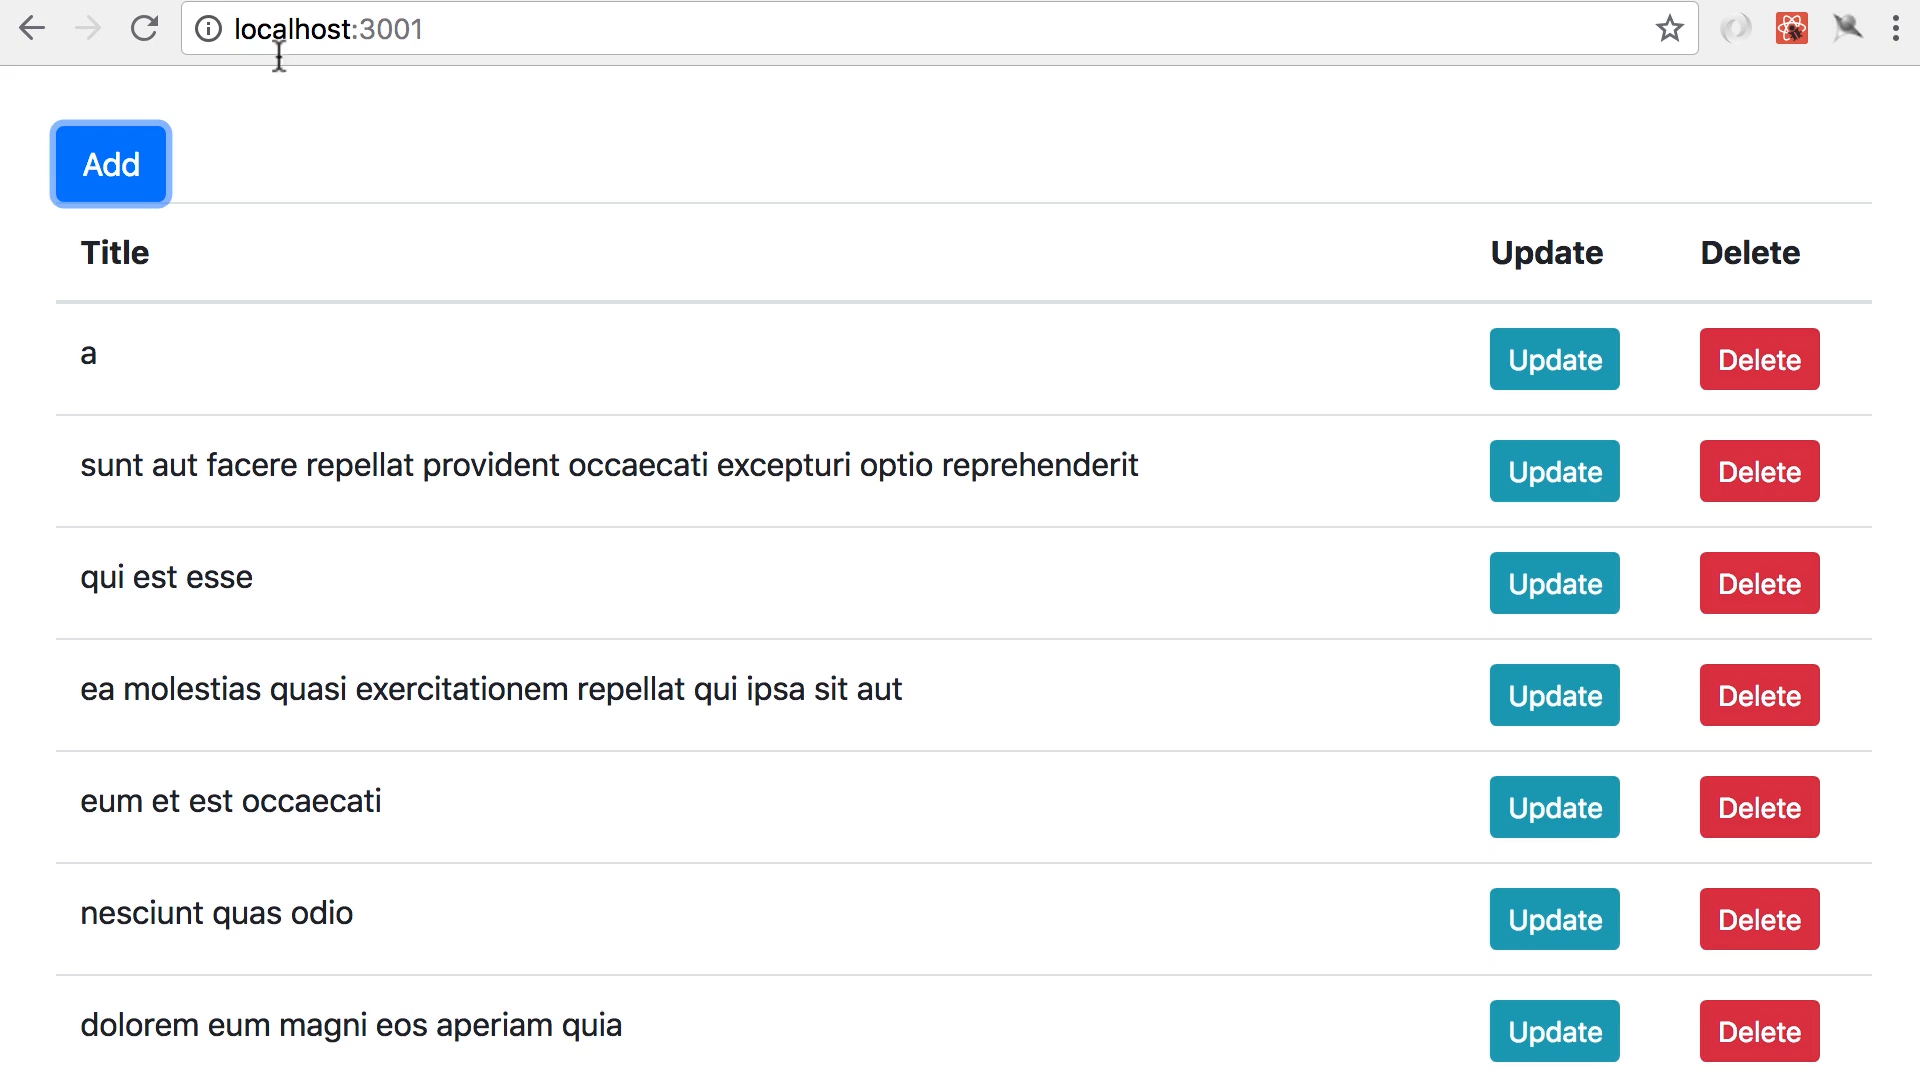 localhost:3001
Add
Title Update Delete
a Update Delete
sunt aut facere repellat provident occaecati excepturi optio reprehenderit Update Delete
qui est esse Update Delete
ea molestias quasi exercitationem repellat qui ipsa sit aut Update Delete
eum et est occaecati Update Delete
nesciunt quas odio Update Delete
dolorem eum magni eos aperiam quia Update Delete